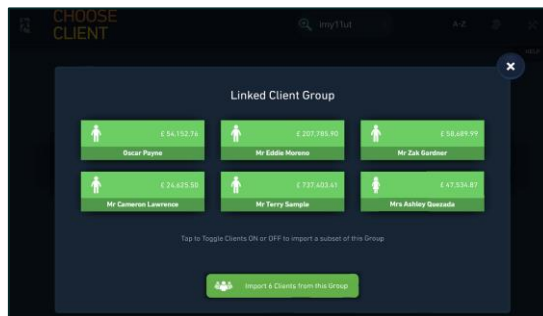 CHOOSE
CLIENT
imy11ut
A-Z
HELP
Linked Client Group
£ 54,152.76
£ 207,785.90
£ 58,689.99
Oscar Payne
Mr Eddie Moreno
Mr Zak Gardner
£ 24,625.50
£ 737,403.41
£ 47,534.87
Mr Cameron Lawrence
Mr Terry Sample
Mrs Ashley Quezada
Tap to Toggle Clients ON or OFF to import a subset of this Group
Import 6 Clients from this Group